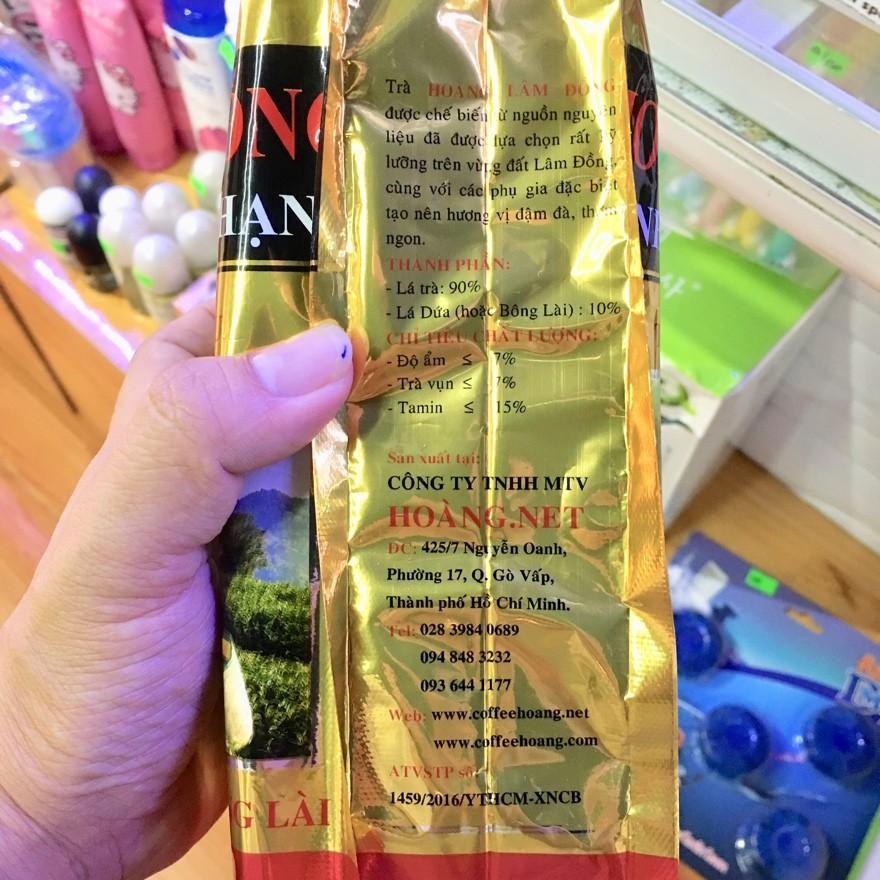 Trà HOÀNG LÂM ĐỒNG
được chế biến từ nguồn nguyên
liệu đã được lựa chọn rất kỹ
lưỡng trên vùng đất Lâm Đồng,
cùng với các phụ gia đặc biệt
tạo nên hương vị dậm đà, thơm
ngon.
THÀNH PHẦN:
- Lá trà: 90%
- Lá Dứa (hoặc Bông Lài) : 10%
CHỈ TIÊU CHẤT LƯỢNG:
- Độ ẩm ≤ 7%
- Trà vụn ≤ 7%
- Tamin ≤ 15%
Sản xuất tại:
CÔNG TY TNHH MTV
HOÀNG.NET
ĐC: 425/7 Nguyễn Oanh,
Phường 17, Q. Gò Vấp,
Thành phố Hồ Chí Minh.
Tel: 028 3984 0689
094 848 3232
093 644 1177
Web: www.coffeehoang.net
www.coffeehoang.com
ATVSTP số:
1459/2016/YTHCM-XNCB
ONG
HẠN
G LÀI